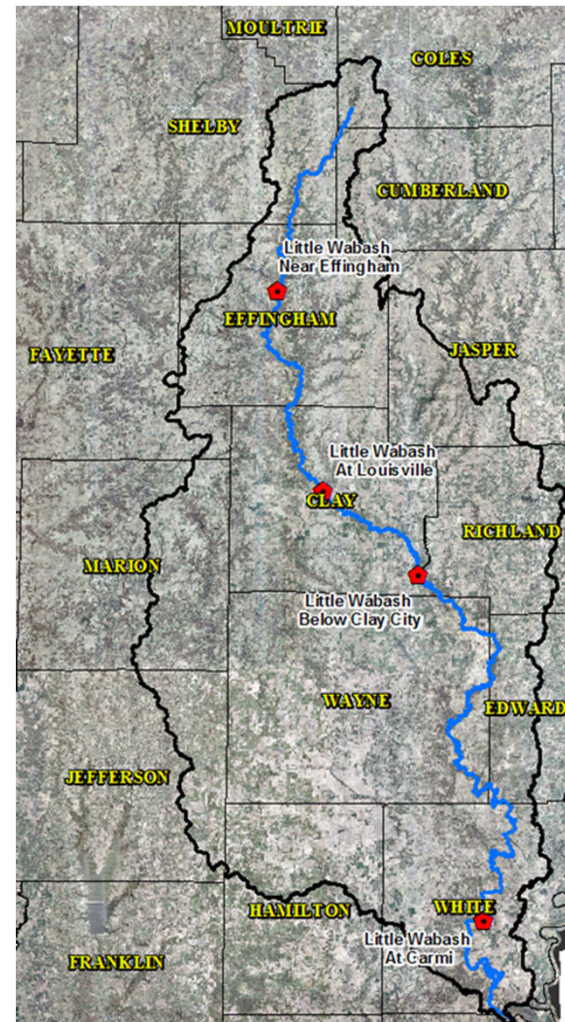 MOULTRIE
COLES
SHELBY
CUMBERLAND
Little Wabash
Near Effingham
EFFINGHAM
FAYETTE
JASPER
Little Wabash
At Louisville
CLAY
RICHLAND
MARION
Little Wabash
Below Clay City
WAYNE
EDWARD
JEFFERSON
HAMILTON
WHITE
Little Wabash
At Carmi
FRANKLIN